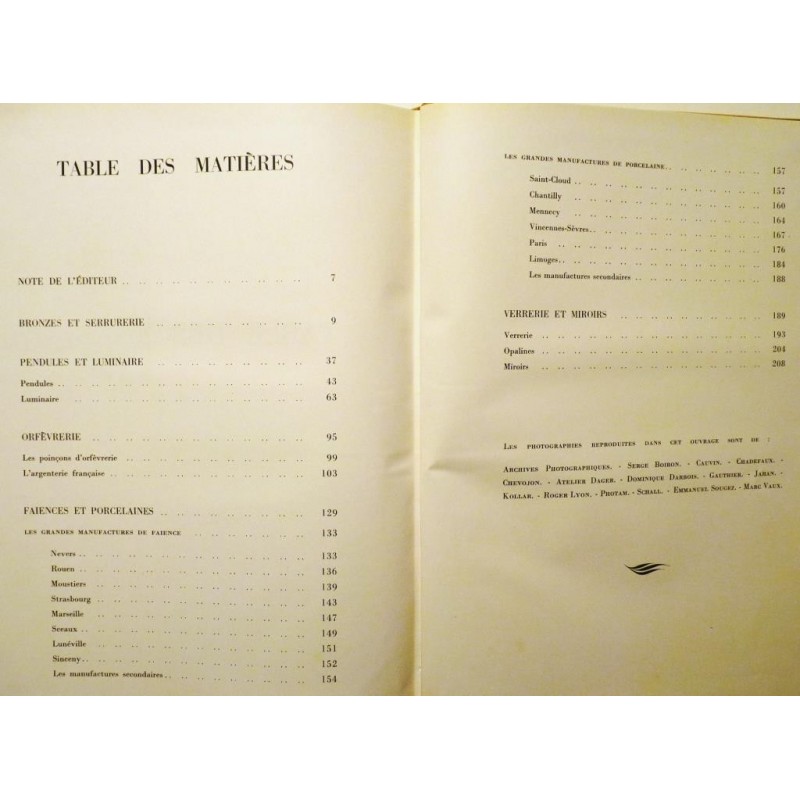 TABLE DES MATIÈRES
NOTE DE L'ÉDITEUR .. .. .. .. .. .. .. .. .. .. .. 7
BRONZES ET SERRURERIE .. .. .. .. .. .. .. .. .. 9
PENDULES ET LUMINAIRE .. .. .. .. .. .. .. .. .. 37
Pendules .. .. .. .. .. .. .. .. .. .. .. .. .. .. 43
Luminaire .. .. .. .. .. .. .. .. .. .. .. .. .. 63
ORFÈVRERIE .. .. .. .. .. .. .. .. .. .. .. .. 95
Les poinçons d'orfèvrerie .. .. .. .. .. .. .. .. .. .. 99
L'argenterie française .. .. .. .. .. .. .. .. .. .. .. 103
FAIENCES ET PORCELAINES .. .. .. .. .. .. .. .. 129
LES GRANDES MANUFACTURES DE FAIENCE .. .. .. .. .. .. .. 133
Nevers .. .. .. .. .. .. .. .. .. .. .. .. .. 133
Rouen .. .. .. .. .. .. .. .. .. .. .. .. .. 136
Moustiers .. .. .. .. .. .. .. .. .. .. .. .. 139
Strasbourg .. .. .. .. .. .. .. .. .. .. .. .. 143
Marseille .. .. .. .. .. .. .. .. .. .. .. .. 147
Sceaux .. .. .. .. .. .. .. .. .. .. .. .. .. 149
Lunéville .. .. .. .. .. .. .. .. .. .. .. .. 151
Sinceny .. .. .. .. .. .. .. .. .. .. .. .. .. 152
Les manufactures secondaires .. .. .. .. .. .. .. .. 154
LES GRANDES MANUFACTURES DE PORCELAINE .. .. .. .. .. .. 157
Saint-Cloud .. .. .. .. .. .. .. .. .. .. .. .. 157
Chantilly .. .. .. .. .. .. .. .. .. .. .. .. 160
Mennecy .. .. .. .. .. .. .. .. .. .. .. .. 164
Vincennes-Sèvres .. .. .. .. .. .. .. .. .. .. .. 167
Paris .. .. .. .. .. .. .. .. .. .. .. .. .. 176
Limoges .. .. .. .. .. .. .. .. .. .. .. .. .. 184
Les manufactures secondaires .. .. .. .. .. .. .. .. 188
VERRERIE ET MIROIRS .. .. .. .. .. .. .. .. .. 189
Verrerie .. .. .. .. .. .. .. .. .. .. .. .. .. 193
Opalines .. .. .. .. .. .. .. .. .. .. .. .. .. 204
Miroirs .. .. .. .. .. .. .. .. .. .. .. .. .. 208
LES PHOTOGRAPHIES REPRODUITES DANS CET OUVRAGE SONT DE :
ARCHIVES PHOTOGRAPHIQUES. - SERGE BOIRON. - CAUVIN. - CHADEFAUX. -
CHEVOJON. - ATELIER DAGER. - DOMINIQUE DARBOIS. - GAUTHIER. - JAHAN. -
KOLLAR. - ROGER LYON. - PHOTAM. - SCHALL. - EMMANUEL SOUGEZ. - MARC VAUX.